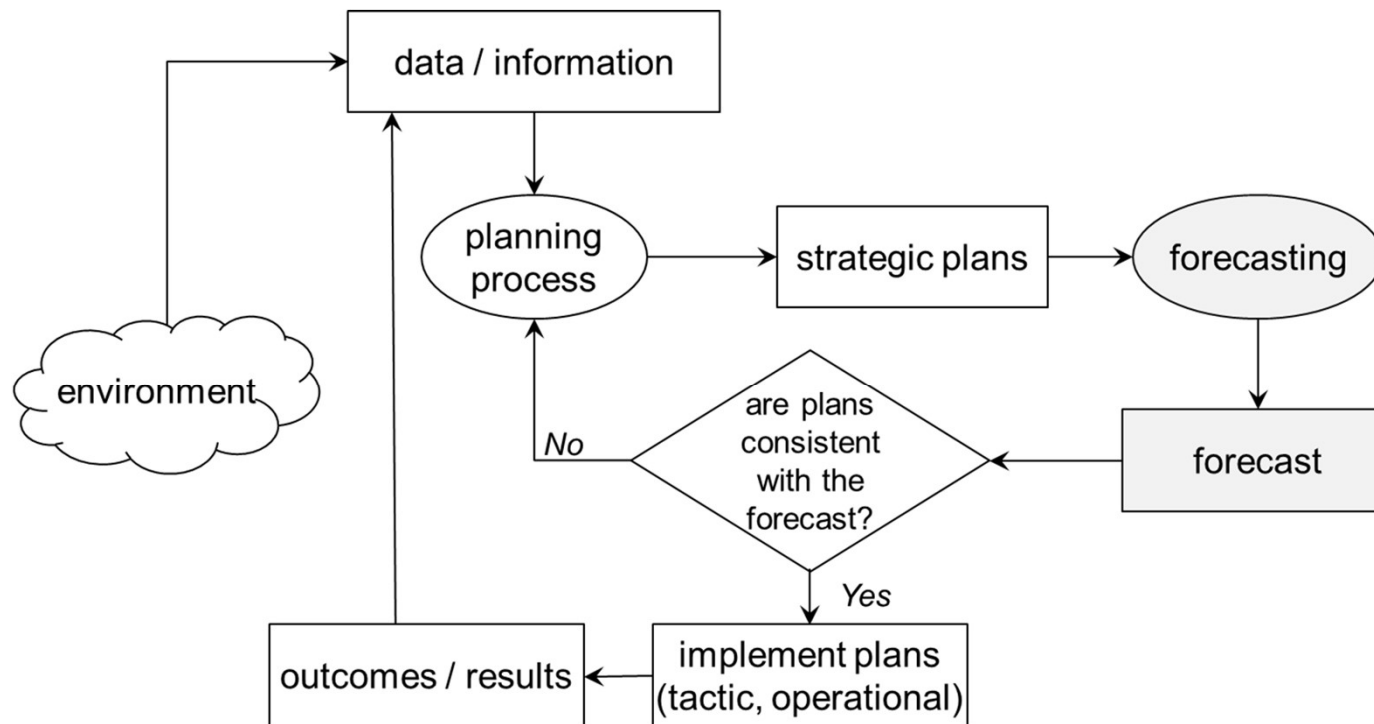 data / information
planning
process
strategic plans
forecasting
environment
are plans
consistent
with the
forecast?
No
forecast
Yes
outcomes / results
implement plans
(tactic, operational)